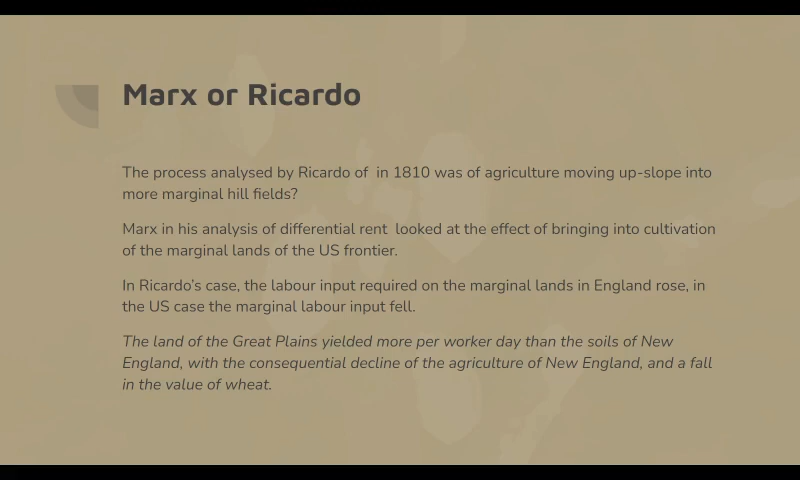 Marx or Ricardo
The process analysed by Ricardo of  in 1810 was of agriculture moving up-slope into
more marginal hill fields?
Marx in his analysis of differential rent  looked at the effect of bringing into cultivation
of the marginal lands of the US frontier.
In Ricardo's case, the labour input required on the marginal lands in England rose, in
the US case the marginal labour input fell.
The land of the Great Plains yielded more per worker day than the soils of New
England, with the consequential decline of the agriculture of New England, and a fall
in the value of wheat.